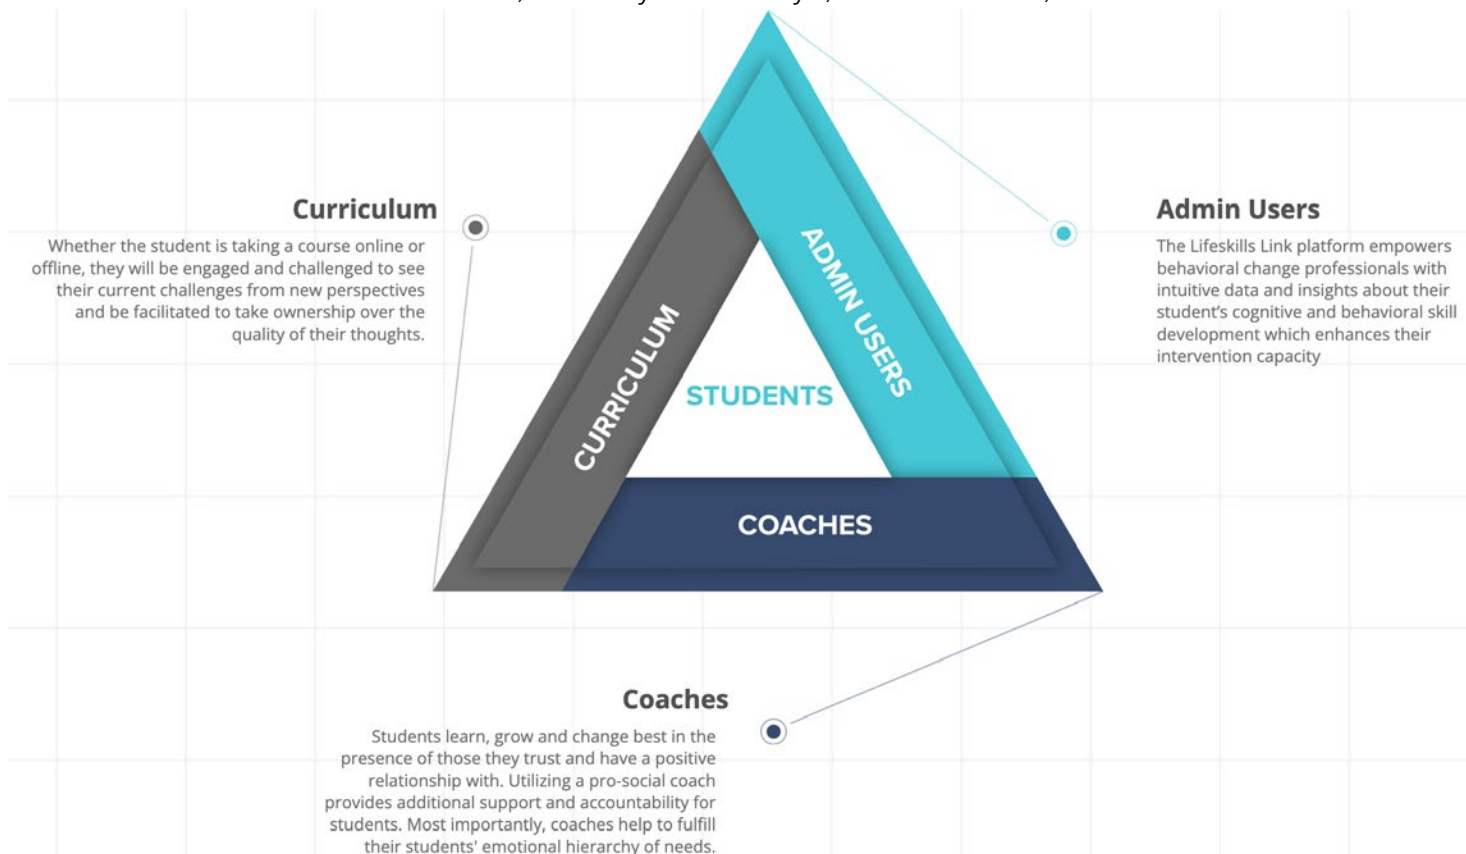 Curriculum
Whether the student is taking a course online or
offline, they will be engaged and challenged to see
their current challenges from new perspectives
and be facilitated to take ownership over the
quality of their thoughts.
Admin Users
The Lifeskills Link platform empowers
behavioral change professionals with
intuitive data and insights about their
student's cognitive and behavioral skill
development which enhances their
intervention capacity
ADMIN USERS
CURRICULUM
STUDENTS
COACHES
Coaches
Students learn, grow and change best in the
presence of those they trust and have a positive
relationship with. Utilizing a pro-social coach
provides additional support and accountability for
students. Most importantly, coaches help to fulfill
their students' emotional hierarchy of needs.